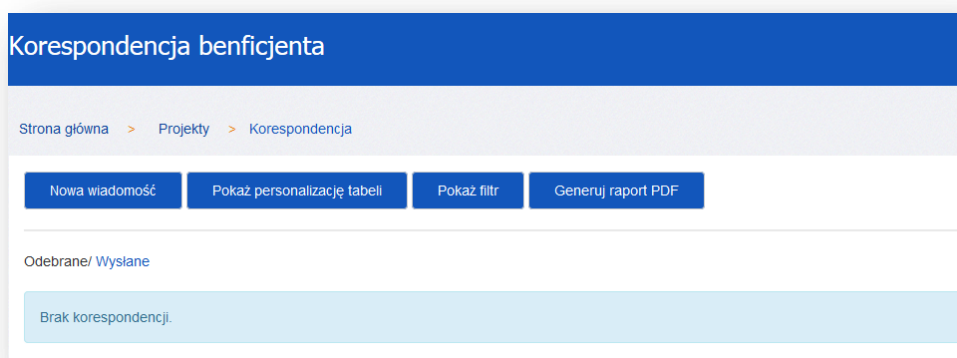 Korespondencja benficjenta
Strona główna > Projekty > Korespondencja
Nowa wiadomość Pokaż personalizację tabeli Pokaż filtr Generuj raport PDF
Odebrane/ Wysłane
Brak korespondencji.